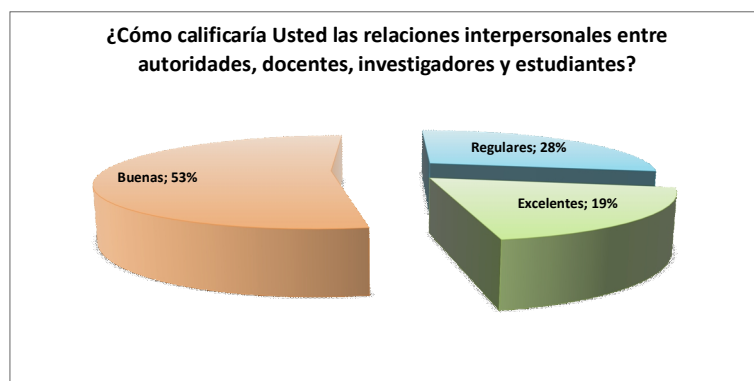 ¿Cómo calificaría Usted las relaciones interpersonales entre
autoridades, docentes, investigadores y estudiantes?
Regulares; 28%
Buenas; 53%
Excelentes; 19%